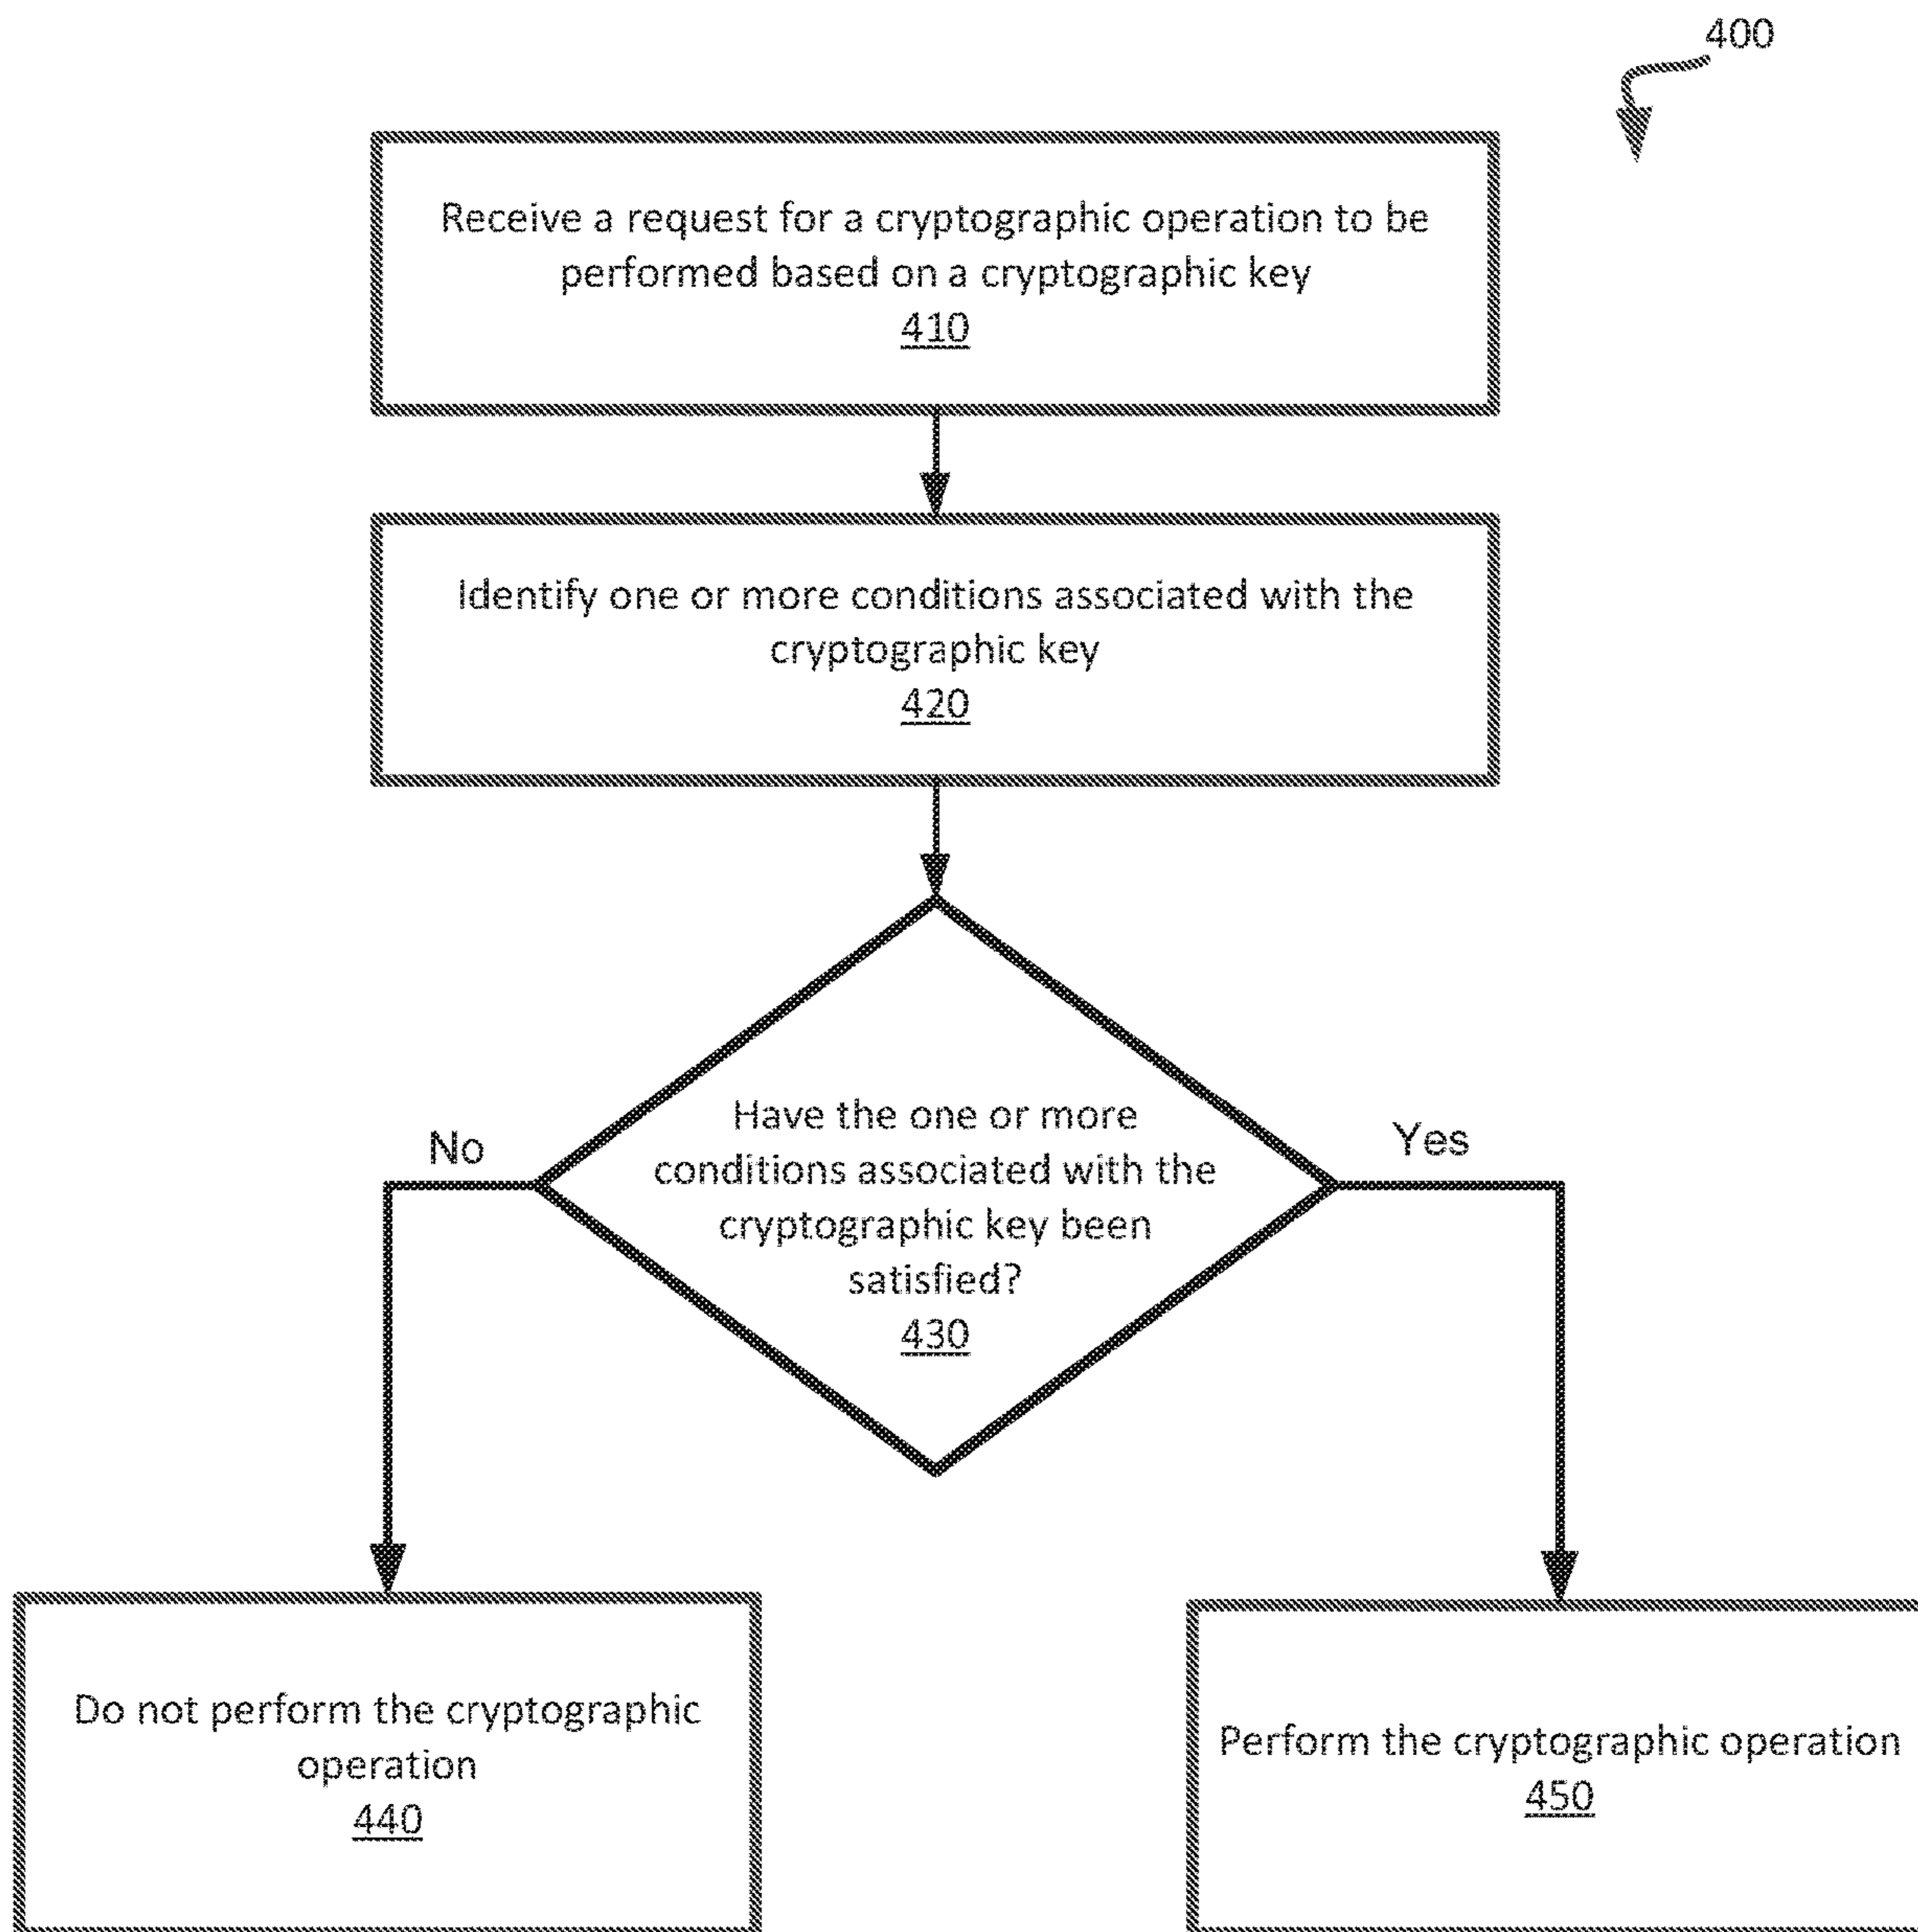 400
Receive a request for a cryptographic operation to be
performed based on a cryptographic key
410
Identify one or more conditions associated with the
cryptographic key
420
Have the one or more
conditions associated with the
cryptographic key been
satisfied?
430
No
Yes
Do not perform the cryptographic
operation
440
Perform the cryptographic operation
450